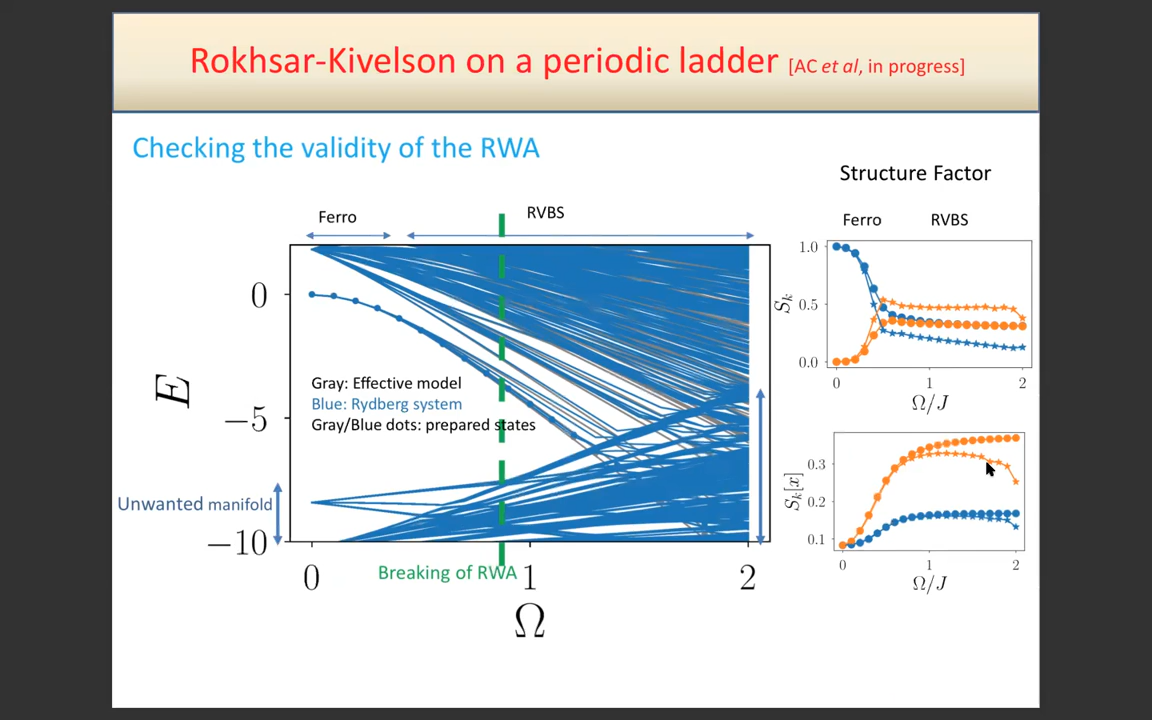 Rokhsar-Kivelson on a periodic ladder [AC et al, in progress]
Checking the validity of the RWA
Ferro
RVBS
0
−5
−10
E
Gray: Effective model
Blue: Rydberg system
Gray/Blue dots: prepared states
Unwanted manifold
Breaking of RWA
0
1
2
Ω
Structure Factor
Ferro
RVBS
1.0
0.5
0.0
S_k
0
1
2
Ω/J
0.3
0.2
0.1
S_k[x]
0
1
2
Ω/J